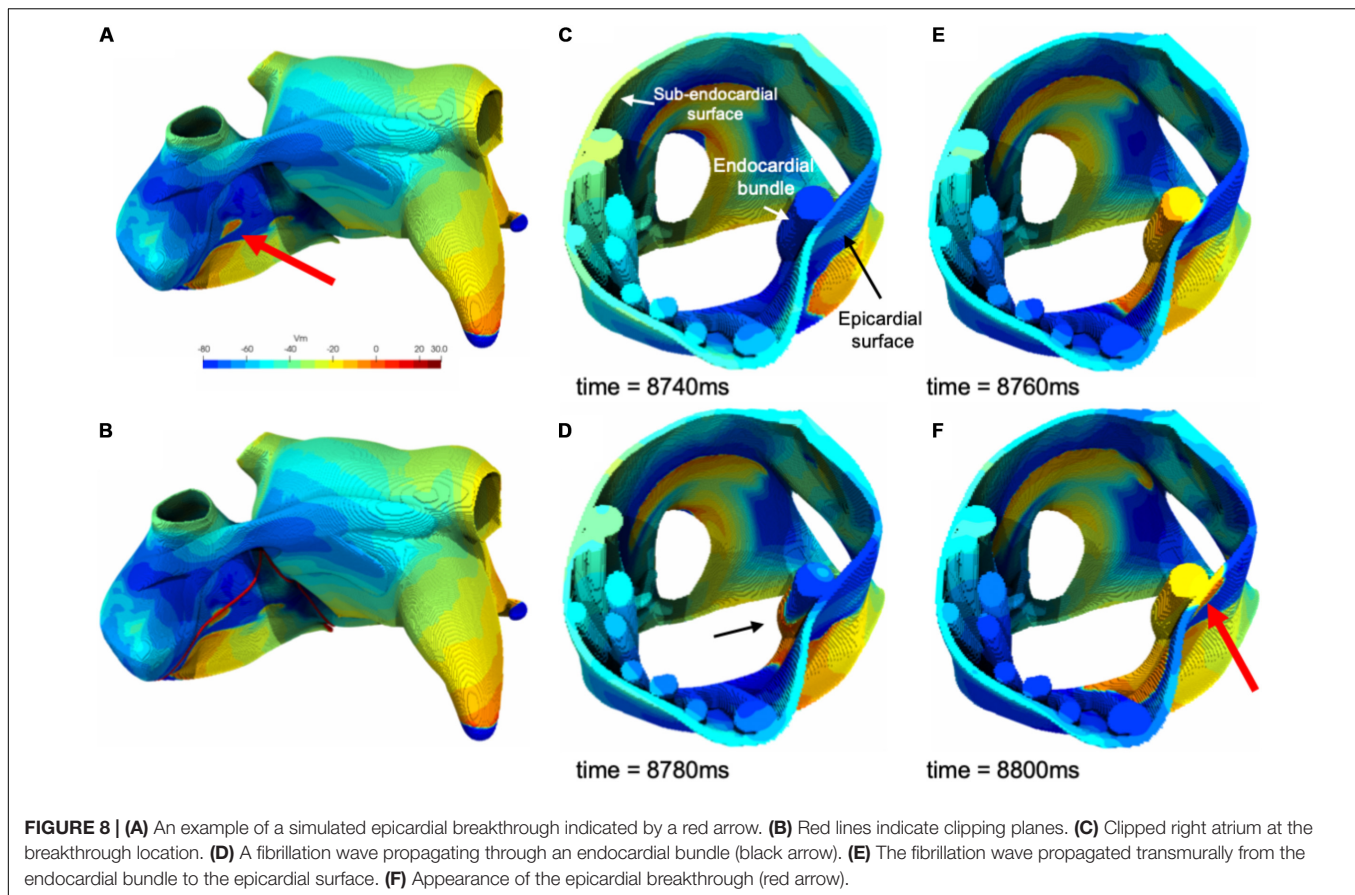 A
C
E
Sub-endocardial
surface
Endocardial
bundle
Epicardial
surface
Vm
-80 -60 -40 -20 0 20 30.0
time = 8740ms
time = 8760ms
B
D
F
time = 8780ms
time = 8800ms
FIGURE 8 | (A) An example of a simulated epicardial breakthrough indicated by a red arrow. (B) Red lines indicate clipping planes. (C) Clipped right atrium at the
breakthrough location. (D) A fibrillation wave propagating through an endocardial bundle (black arrow). (E) The fibrillation wave propagated transmurally from the
endocardial bundle to the epicardial surface. (F) Appearance of the epicardial breakthrough (red arrow).